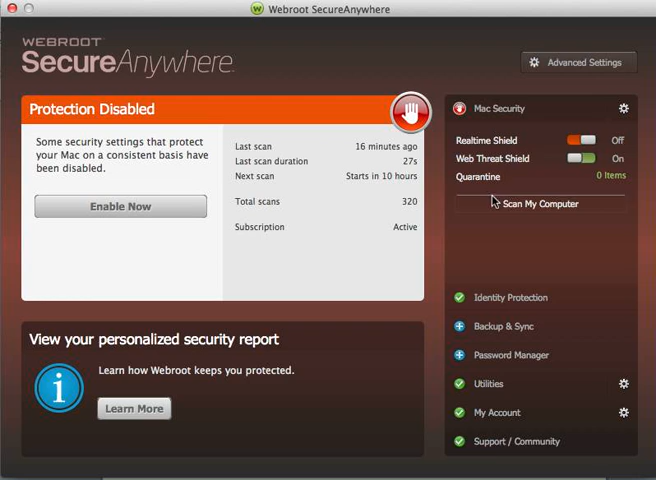 Webroot SecureAnywhere
WEBROOT
SecureAnywhere
Advanced Settings
Protection Disabled
Some security settings that protect
your Mac on a consistent basis have
been disabled.
Enable Now
Last scan 16 minutes ago
Last scan duration 27s
Next scan Starts in 10 hours
Total scans 320
Subscription Active
View your personalized security report
Learn how Webroot keeps you protected.
Learn More
Mac Security
Realtime Shield Off
Web Threat Shield On
Quarantine 0 Items
Scan My Computer
Identity Protection
Backup & Sync
Password Manager
Utilities
My Account
Support / Community